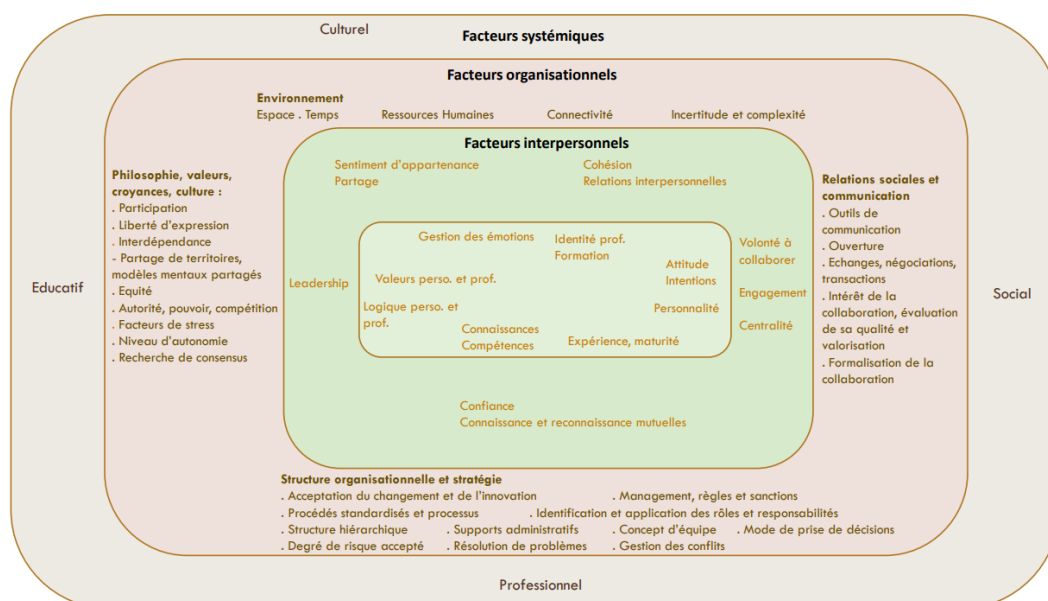 Culturel
Facteurs systémiques
Facteurs organisationnels
Environnement
Espace . Temps
Ressources Humaines
Connectivité
Incertitude et complexité
Facteurs interpersonnels
Sentiment d'appartenance
Partage
Cohésion
Relations interpersonnelles
Philosophie, valeurs,
croyances, culture :
. Participation
. Liberté d'expression
. Interdépendance
- Partage de territoires,
modèles mentaux partagés
. Equité
. Autorité, pouvoir, compétition
. Facteurs de stress
. Niveau d'autonomie
. Recherche de consensus
Educatif
Leadership
Gestion des émotions
Identité prof.
Formation
Valeurs perso. et prof.
Attitude
Intentions
Logique perso. et
prof.
Personnalité
Connaissances
Compétences
Expérience, maturité
Volonté à
collaborer
Engagement
Centralité
Relations sociales et
communication
. Outils de
communication
. Ouverture
. Echanges, négociations,
transactions
. Intérêt de la
collaboration, évaluation
de sa qualité et
valorisation
. Formalisation de la
collaboration
Social
Confiance
Connaissance et reconnaissance mutuelles
Structure organisationnelle et stratégie
. Acceptation du changement et de l'innovation
. Management, règles et sanctions
. Procédés standardisés et processus
. Identification et application des rôles et responsabilités
. Structure hiérarchique
. Supports administratifs
. Concept d'équipe
. Mode de prise de décisions
. Degré de risque accepté
. Résolution de problèmes
. Gestion des conflits
Professionnel